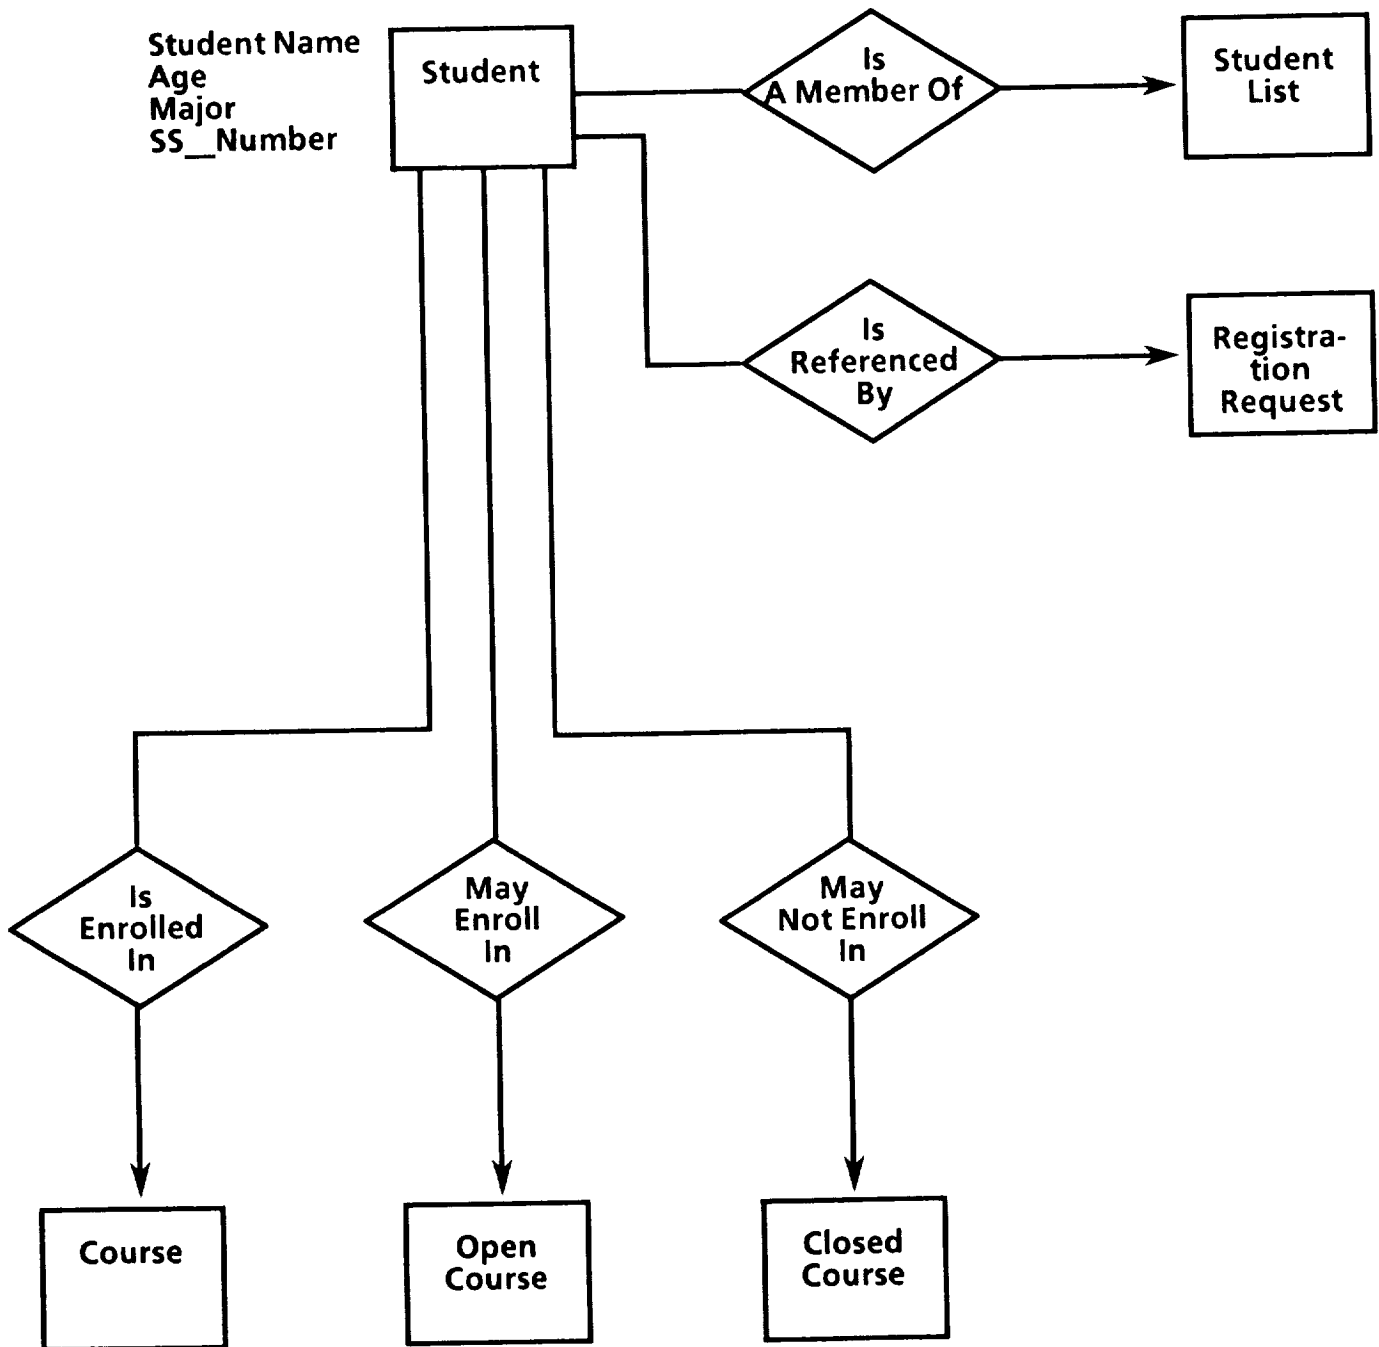 Student Name
Age
Major
SS__Number
Student
Is
A Member Of
Student
List
Is
Referenced
By
Registra-
tion
Request
Is
Enrolled
In
May
Enroll
In
May
Not Enroll
In
Course
Open
Course
Closed
Course